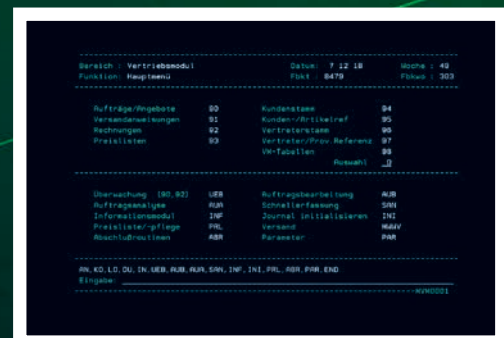 Bereich : Vertriebsmodul Datum: 7 12 18 Woche : 49
Funktion: Hauptmenü Fbkt : 8479 Fbkwo : 303
Aufträge/Angebote 90 Kundenstamm 94
Versandanweisungen 91 Kunden-/Artikelref 95
Rechnungen 92 Vertreterstamm 96
Preislisten 93 Vertreter/Prov.Referenz 97
VM-Tabellen 98
Auswahl _0
Überwachung (90,92) UEB Auftragsbearbeitung AUB
Auftragsanalyse AUA Schnellerfassung SAN
Informationsmodul INF Journal initialisieren INI
Preisliste/-pflege PRL Versand
Abschlußroutinen ABR Parameter PAR
AN,KO,LO,DU,IN,UEB,AUB,AUA,SAN,INF,INI,PRL,ABR,PAR,END
Eingabe: